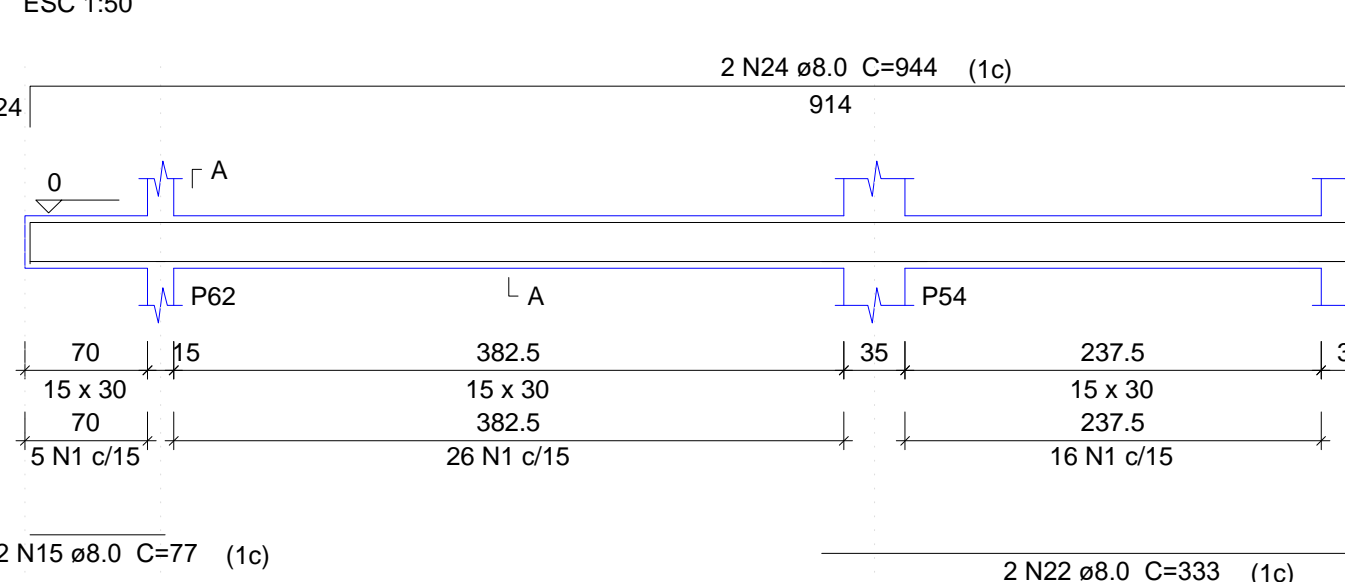 ESC 1:50
2 N24 ø8.0 C=944 (1c)
24 914
A
0
P62 A P54
70 15 382.5 35 237.5 3
15 x 30 15 x 30 15 x 30
70 382.5 237.5
5 N1 c/15 26 N1 c/15 16 N1 c/15
2 N15 ø8.0 C=77 (1c)
2 N22 ø8.0 C=333 (1c)